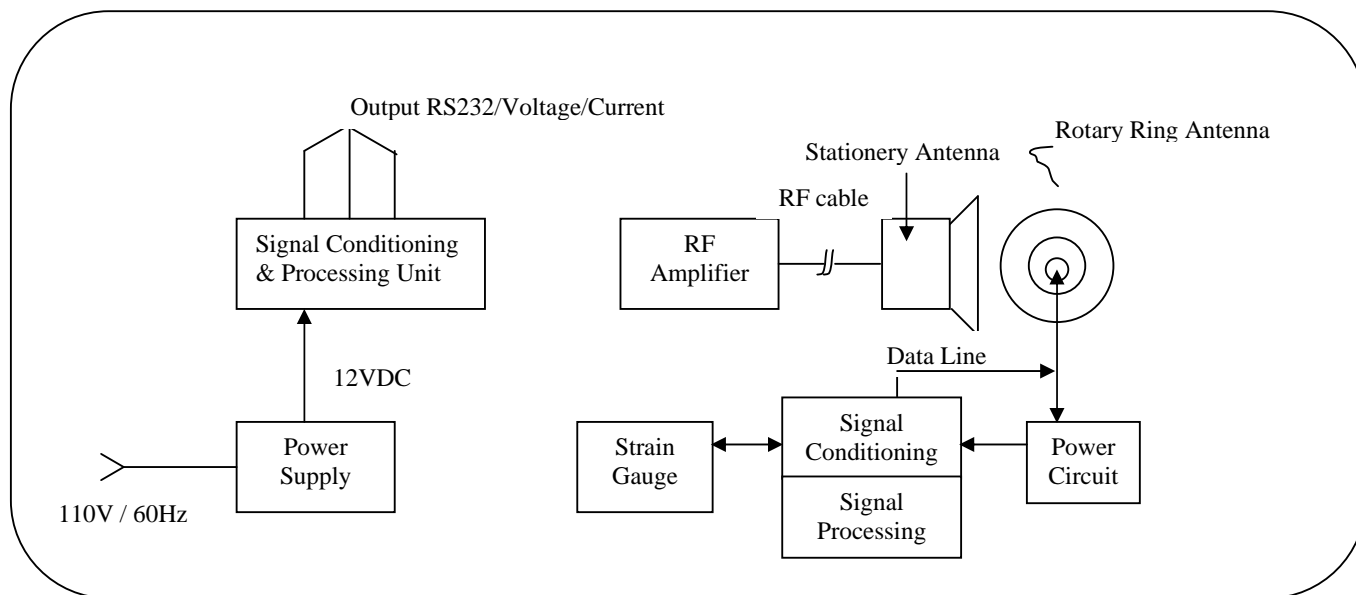 Output RS232/Voltage/Current
Rotary Ring Antenna
Stationery Antenna
RF cable
Signal Conditioning
& Processing Unit
RF
Amplifier
Data Line
12VDC
Power
Supply
Strain
Gauge
Signal
Conditioning
Power
Circuit
Signal
Processing
110V / 60Hz